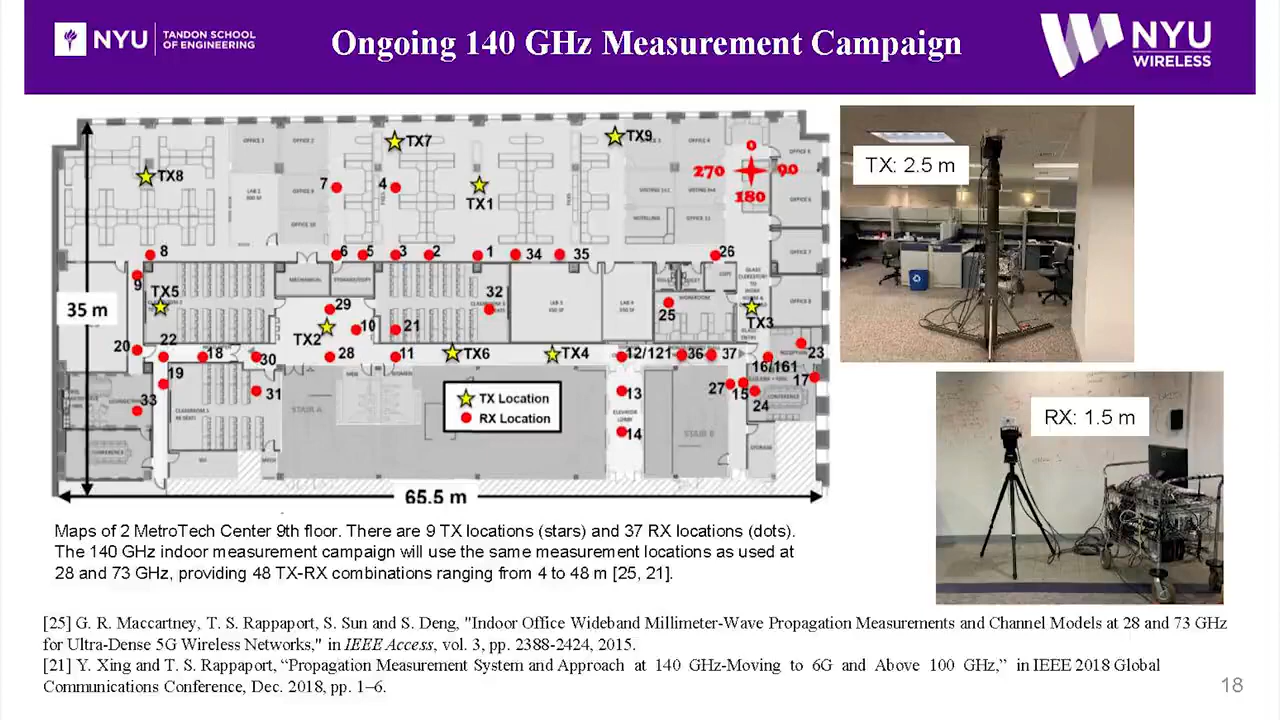 NYU
TANDON SCHOOL
OF ENGINEERING
Ongoing 140 GHz Measurement Campaign
NYU
WIRELESS
TX7
TX9
TX8
TX1
0
270
90
180
7
4
8
6
5
3
2
1
34
35
26
9
TX5
35 m
29
32
TX2
10
21
25
TX3
20
22
18
30
28
11
TX6
TX4
12/121
36
37
23
16/161
19
31
33
13
14
27
15
24
17
TX Location
RX Location
STAIR A
STAIR B
ELEVATOR
LOBBY
65.5 m
TX: 2.5 m
RX: 1.5 m
Maps of 2 MetroTech Center 9th floor. There are 9 TX locations (stars) and 37 RX locations (dots).
The 140 GHz indoor measurement campaign will use the same measurement locations as used at
28 and 73 GHz, providing 48 TX-RX combinations ranging from 4 to 48 m [25, 21].
[25] G. R. Maccartney, T. S. Rappaport, S. Sun and S. Deng, "Indoor Office Wideband Millimeter-Wave Propagation Measurements and Channel Models at 28 and 73 GHz
for Ultra-Dense 5G Wireless Networks," in IEEE Access, vol. 3, pp. 2388-2424, 2015.
[21] Y. Xing and T. S. Rappaport, “Propagation Measurement System and Approach at 140 GHz-Moving to 6G and Above 100 GHz,” in IEEE 2018 Global
Communications Conference, Dec. 2018, pp. 1–6.
18